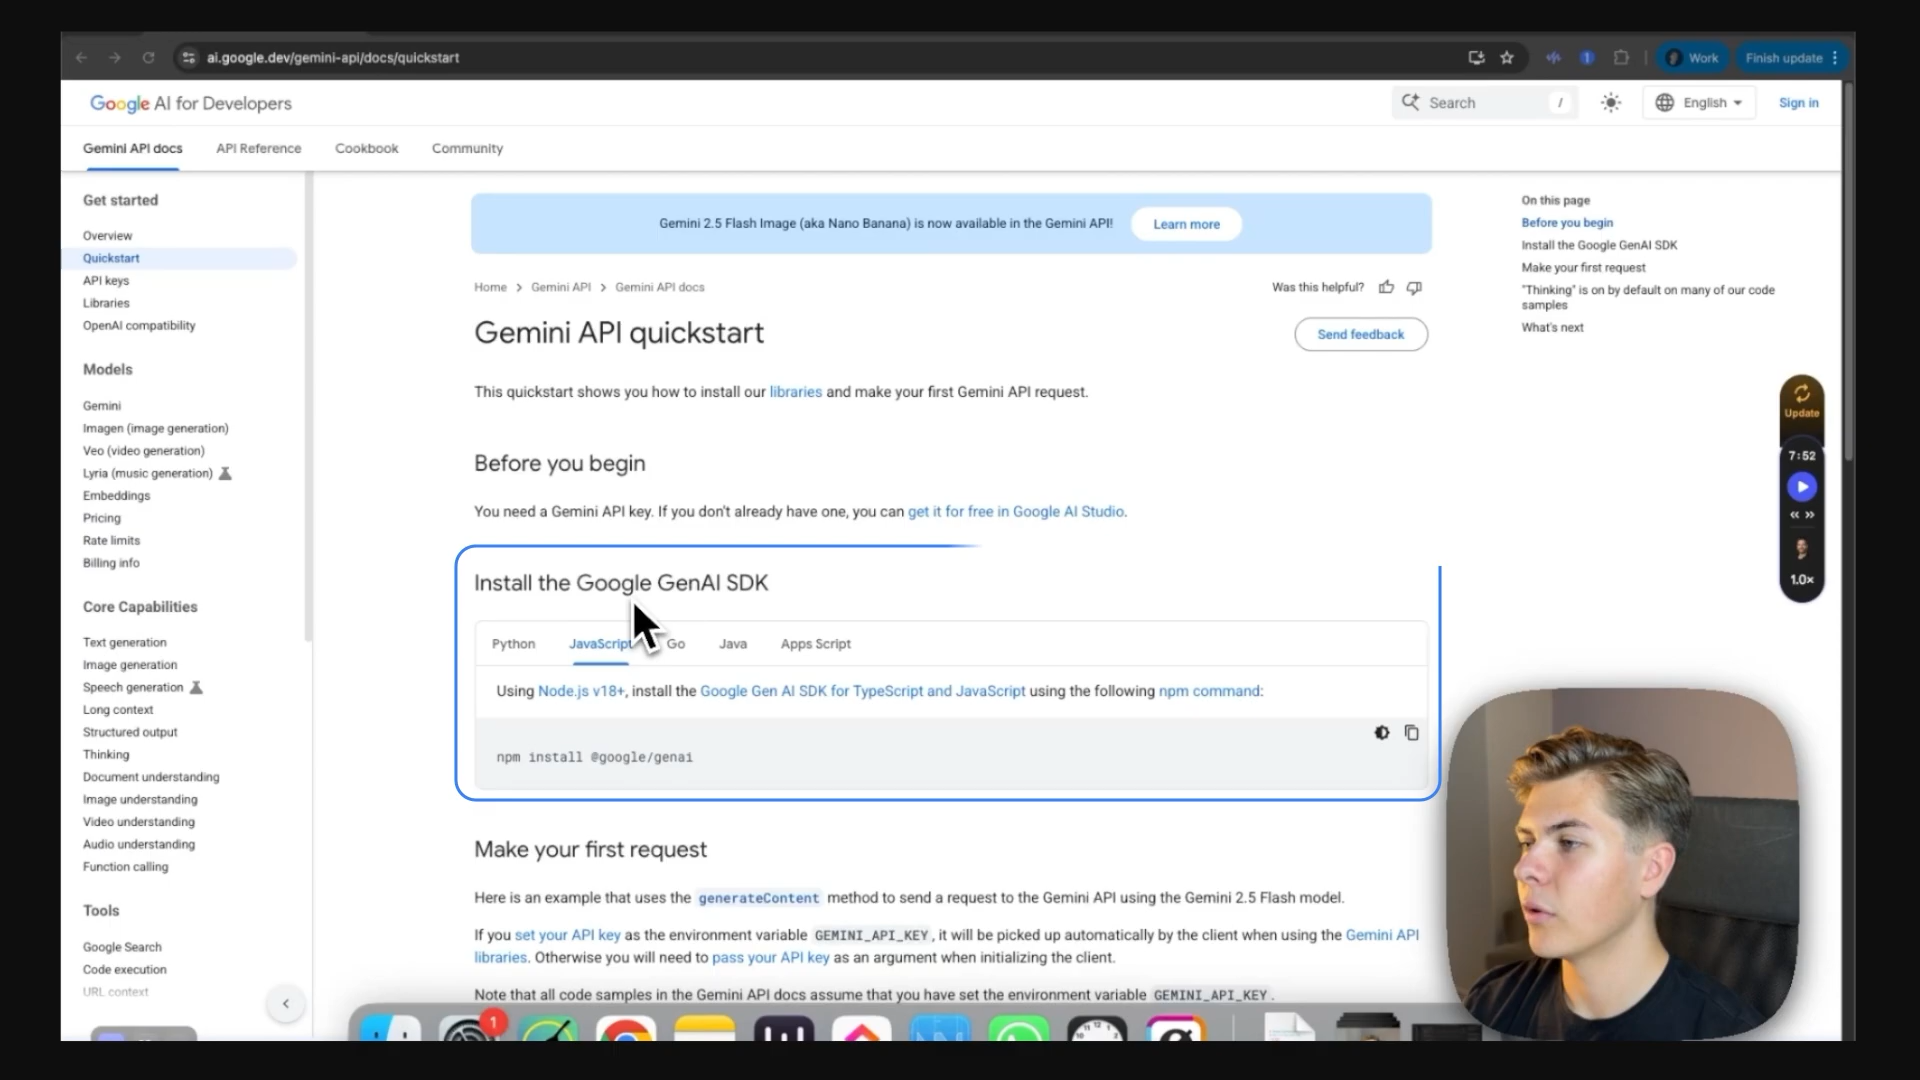 ai.google.dev/gemini-api/docs/quickstart
Work
Finish update
Google AI for Developers
Search
/
English
Sign in
Gemini API docs
API Reference
Cookbook
Community
Get started
Overview
Quickstart
API keys
Libraries
OpenAI compatibility
Models
Gemini
Imagen (image generation)
Veo (video generation)
Lyria (music generation)
Embeddings
Pricing
Rate limits
Billing info
Core Capabilities
Text generation
Image generation
Speech generation
Long context
Structured output
Thinking
Document understanding
Image understanding
Video understanding
Audio understanding
Function calling
Tools
Google Search
Code execution
URL context
Gemini 2.5 Flash Image (aka Nano Banana) is now available in the Gemini API!
Learn more
Home > Gemini API > Gemini API docs
Was this helpful?
Gemini API quickstart
Send feedback
This quickstart shows you how to install our libraries and make your first Gemini API request.
Before you begin
You need a Gemini API key. If you don't already have one, you can get it for free in Google AI Studio.
Install the Google GenAI SDK
Python
JavaScript
Go
Java
Apps Script
Using Node.js v18+, install the Google Gen AI SDK for TypeScript and JavaScript using the following npm command:
npm install @google/genai
Make your first request
Here is an example that uses the generateContent method to send a request to the Gemini API using the Gemini 2.5 Flash model.
If you set your API key as the environment variable GEMINI_API_KEY, it will be picked up automatically by the client when using the Gemini API
libraries. Otherwise you will need to pass your API key as an argument when initializing the client.
Note that all code samples in the Gemini API docs assume that you have set the environment variable GEMINI_API_KEY.
On this page
Before you begin
Install the Google GenAI SDK
Make your first request
"Thinking" is on by default on many of our code
samples
What's next
Update
7:52
1.0×
1